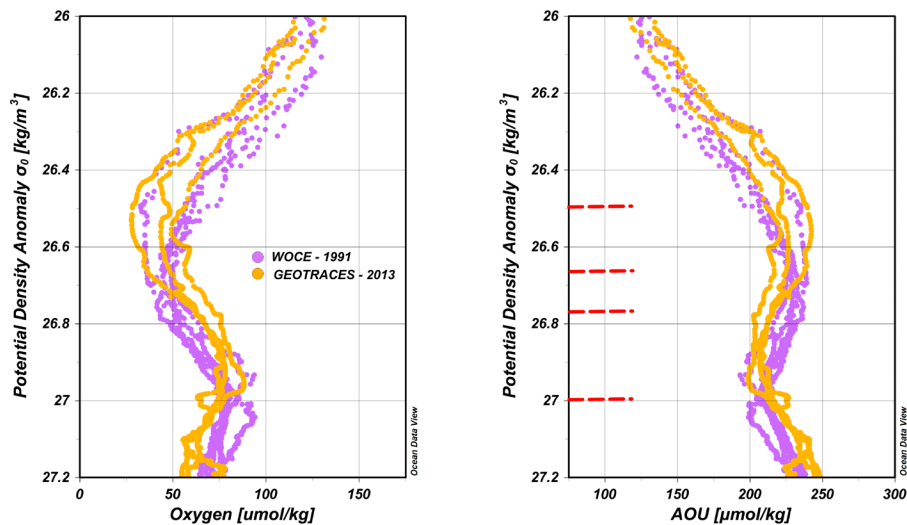 26
26.2
26.4
26.6
26.8
27
27.2
Potential Density Anomaly σ₀ [kg/m³]
0
50
100
150
Oxygen [umol/kg]
WOCE - 1991
GEOTRACES - 2013
Ocean Data View
26
26.2
26.4
26.6
26.8
27
27.2
Potential Density Anomaly σ₀ [kg/m³]
100
150
200
250
300
AOU [µmol/kg]
Ocean Data View